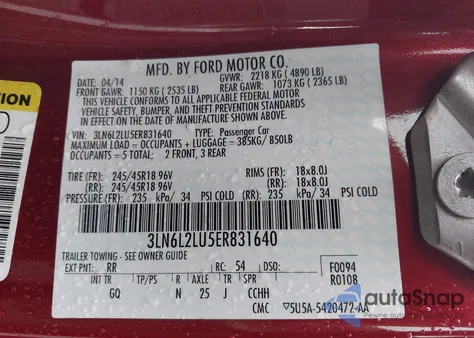 MFD. BY FORD MOTOR CO.
04/14 GVWR: 2218 KG ( 4890 LB)
FRONT GAWR: 1150 KG ( 2535 LB) REAR GAWR: 1073 KG ( 2365 LB)
THIS VEHICLE CONFORMS TO ALL APPLICABLE FEDERAL MOTOR
VEHICLE SAFETY, BUMPER, AND THEFT PREVENTION STANDARDS
IN EFFECT ON THE DATE OF MANUFACTURE SHOWN ABOVE.
VIN: 3LN6L2LU5ER831640 TYPE: Passenger Car
MAXIMUM LOAD = OCCUPANTS + LUGGAGE = 385KG/ 850LB
OCCUPANTS = 5 TOTAL: 2 FRONT, 3 REAR
TIRE (FR): 245/45R18 96V RIMS (FR): 18x8.0J
(RR): 245/45R18 96V (RR): 18x8.0J
PRESSURE (FR): 235 kPa/ 34 PSI COLD (RR): 235 kPa/34 PSI COLD
3LN6L2LU5ER831640
TRAILER TOWING - SEE OWNER GUIDE
EXT PNT: RR RC: 54 DSO: F0094
INT TR TP/PS R AXLE TR SPR R0108
GQ N 25 J CCHH
CMC 5U5A-5420472-AA
TION
autoSnap